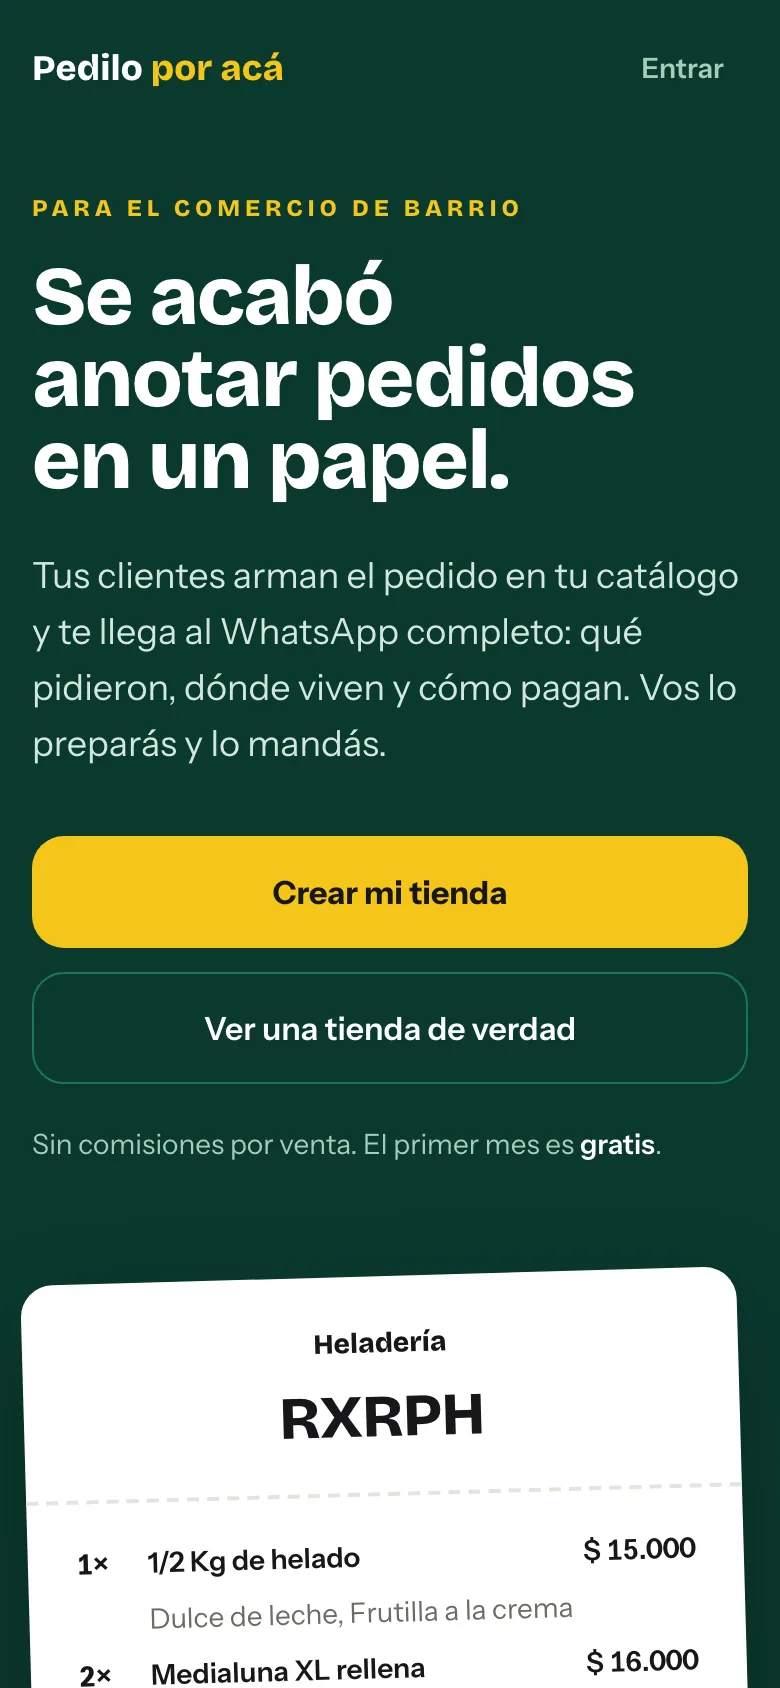 Pedilo por acá
Entrar
PARA EL COMERCIO DE BARRIO
Se acabó
anotar pedidos
en un papel.
Tus clientes arman el pedido en tu catálogo
y te llega al WhatsApp completo: qué
pidieron, dónde viven y cómo pagan. Vos lo
preparás y lo mandás.
Crear mi tienda
Ver una tienda de verdad
Sin comisiones por venta. El primer mes es gratis.
Heladería
RXRPH
1× 1/2 Kg de helado $ 15.000
Dulce de leche, Frutilla a la crema
2× Medialuna XL rellena $ 16.000